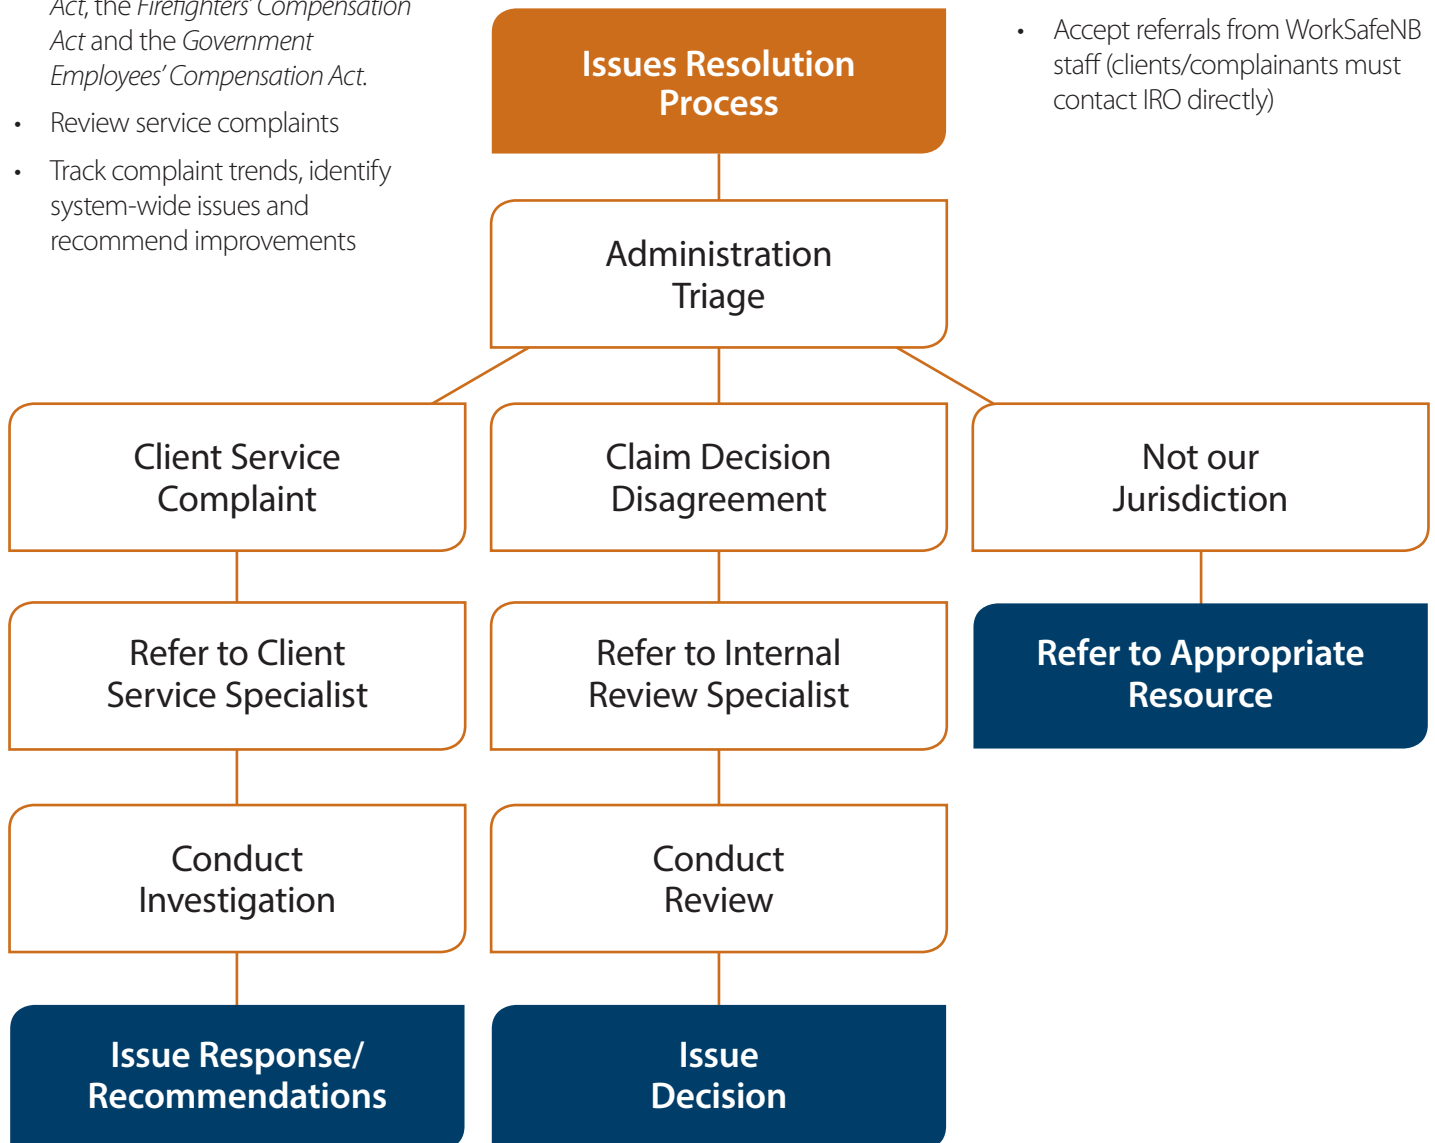 Act, the Firefighters’ Compensation
Act and the Government
Employees’ Compensation Act.
• Review service complaints
• Track complaint trends, identify
system-wide issues and
recommend improvements
• Accept referrals from WorkSafeNB
staff (clients/complainants must
contact IRO directly)
Issues Resolution
Process
Administration
Triage
Client Service
Complaint
Claim Decision
Disagreement
Not our
Jurisdiction
Refer to Client
Service Specialist
Refer to Internal
Review Specialist
Refer to Appropriate
Resource
Conduct
Investigation
Conduct
Review
Issue Response/
Recommendations
Issue
Decision